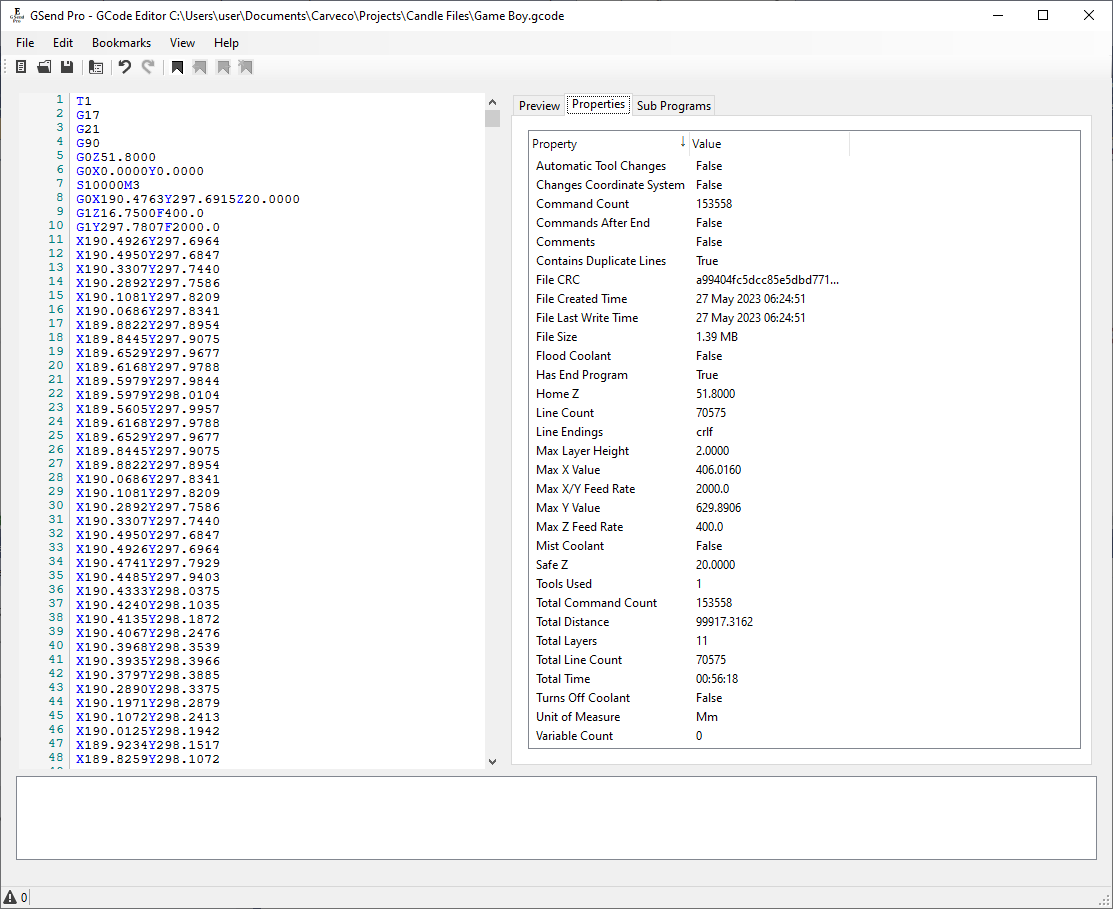 GSend Pro - GCode Editor C:\Users\user\Documents\Carveco\Projects\Candle Files\Game Boy.gcode
File Edit Bookmarks View Help
1 T1
2 G17
3 G21
4 G90
5 G0Z51.8000
6 G0X0.0000Y0.0000
7 S10000M3
8 G0X190.4763Y297.6915Z20.0000
9 G1Z16.7500F400.0
10 G1Y297.7807F2000.0
11 X190.4926Y297.6964
12 X190.4950Y297.6847
13 X190.3307Y297.7440
14 X190.2892Y297.7586
15 X190.1081Y297.8209
16 X190.0686Y297.8341
17 X189.8822Y297.8954
18 X189.8445Y297.9075
19 X189.6529Y297.9677
20 X189.6168Y297.9788
21 X189.5979Y297.9844
22 X189.5979Y298.0104
23 X189.5605Y297.9957
24 X189.6168Y297.9788
25 X189.6529Y297.9677
26 X189.8445Y297.9075
27 X189.8822Y297.8954
28 X190.0686Y297.8341
29 X190.1081Y297.8209
30 X190.2892Y297.7586
31 X190.3307Y297.7440
32 X190.4950Y297.6847
33 X190.4926Y297.6964
34 X190.4741Y297.7929
35 X190.4485Y297.9403
36 X190.4333Y298.0375
37 X190.4240Y298.1035
38 X190.4135Y298.1872
39 X190.4067Y298.2476
40 X190.3968Y298.3539
41 X190.3935Y298.3966
42 X190.3797Y298.3885
43 X190.2890Y298.3375
44 X190.1971Y298.2879
45 X190.1072Y298.2413
46 X190.0125Y298.1942
47 X189.9234Y298.1517
48 X189.8259Y298.1072
Preview Properties Sub Programs
Property Value
Automatic Tool Changes False
Changes Coordinate System False
Command Count 153558
Commands After End False
Comments False
Contains Duplicate Lines True
File CRC a99404fc5dcc85e5dbd771...
File Created Time 27 May 2023 06:24:51
File Last Write Time 27 May 2023 06:24:51
File Size 1.39 MB
Flood Coolant False
Has End Program True
Home Z 51.8000
Line Count 70575
Line Endings crlf
Max Layer Height 2.0000
Max X Value 406.0160
Max X/Y Feed Rate 2000.0
Max Y Value 629.8906
Max Z Feed Rate 400.0
Mist Coolant False
Safe Z 20.0000
Tools Used 1
Total Command Count 153558
Total Distance 99917.3162
Total Layers 11
Total Line Count 70575
Total Time 00:56:18
Turns Off Coolant False
Unit of Measure Mm
Variable Count 0
0